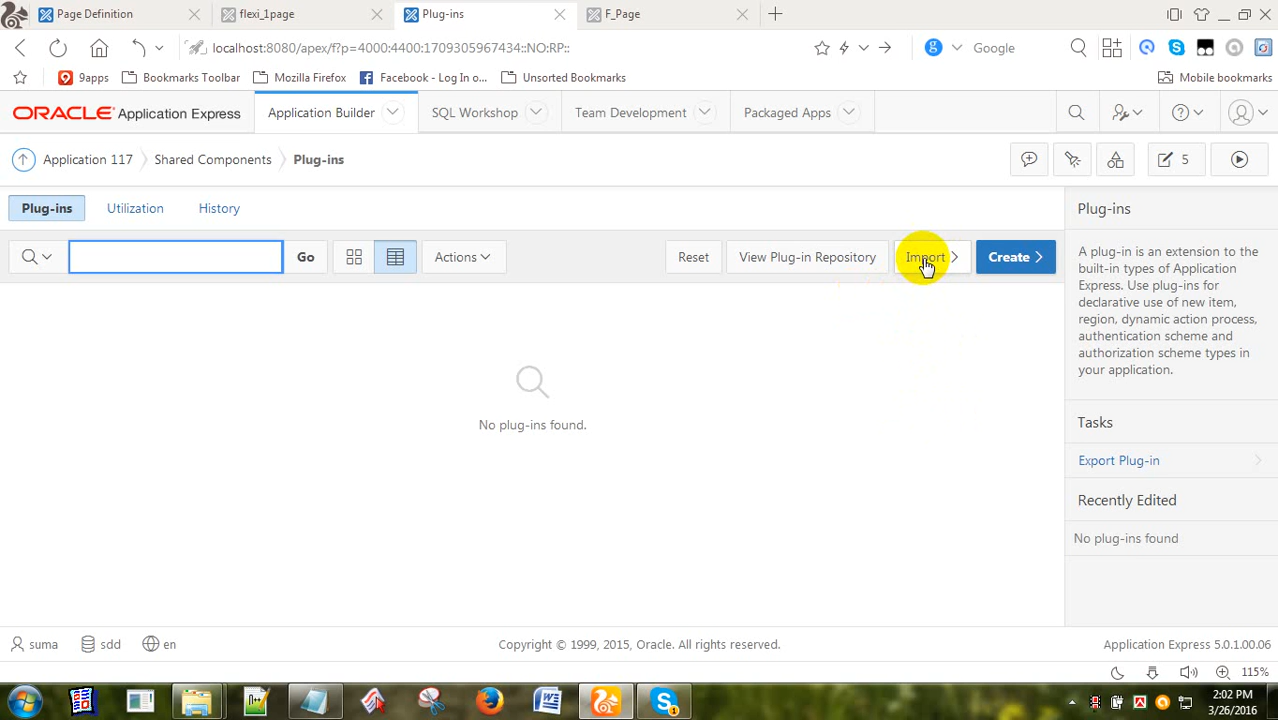 Page Definition
flexi_1page
Plug-ins
F_Page
localhost:8080/apex/f?p=4000:4400:1709305967434::NO:RP::
Google
9apps
Bookmarks Toolbar
Mozilla Firefox
Facebook - Log In o...
Unsorted Bookmarks
Mobile bookmarks
ORACLE Application Express
Application Builder
SQL Workshop
Team Development
Packaged Apps
Application 117
Shared Components
Plug-ins
5
Plug-ins
Utilization
History
Go
Actions
Reset
View Plug-in Repository
Import
Create
No plug-ins found.
Plug-ins
A plug-in is an extension to the
built-in types of Application
Express. Use plug-ins for
declarative use of new item,
region, dynamic action process,
authentication scheme and
authorization scheme types in
your application.
Tasks
Export Plug-in
Recently Edited
No plug-ins found
suma
sdd
en
Copyright © 1999, 2015, Oracle. All rights reserved.
Application Express 5.0.1.00.06
115%
2:02 PM
3/26/2016